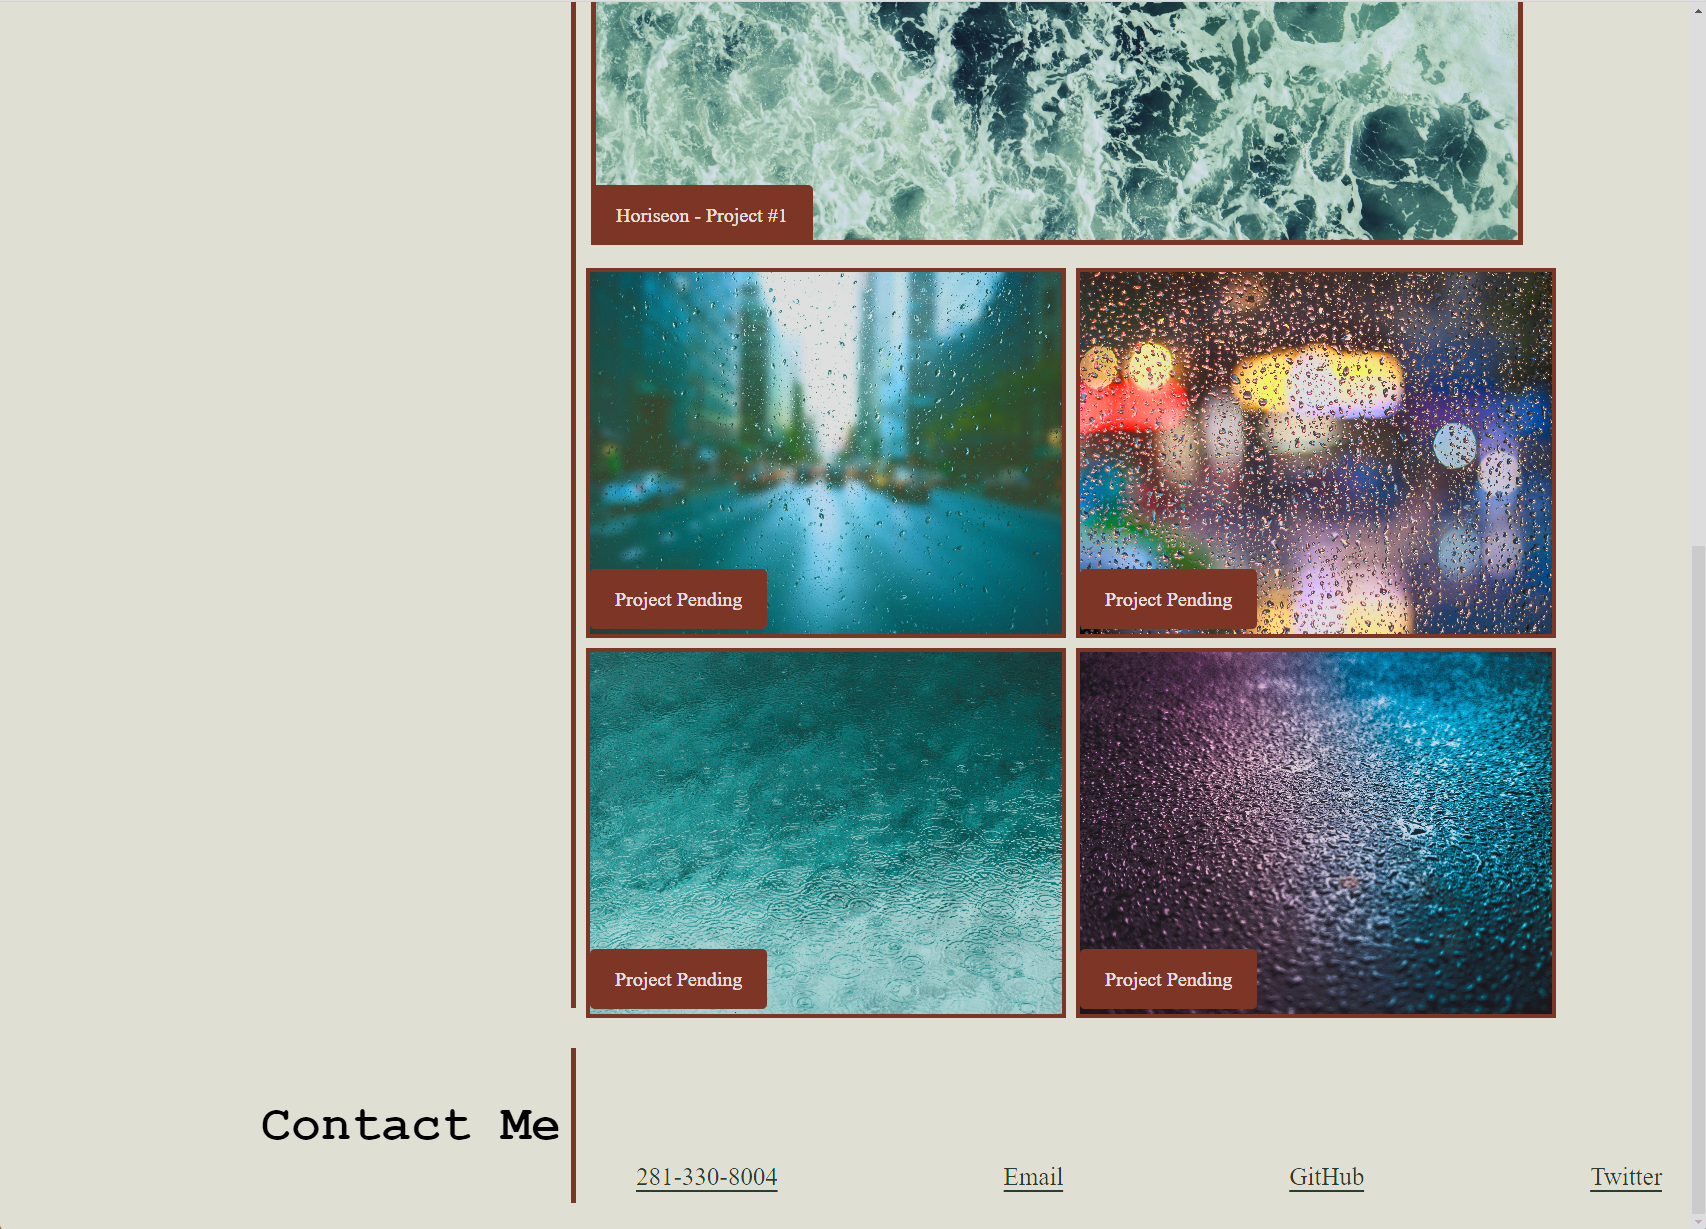 Horiseon - Project #1
Project Pending
Project Pending
Project Pending
Project Pending
Contact Me
281-330-8004
Email
GitHub
Twitter